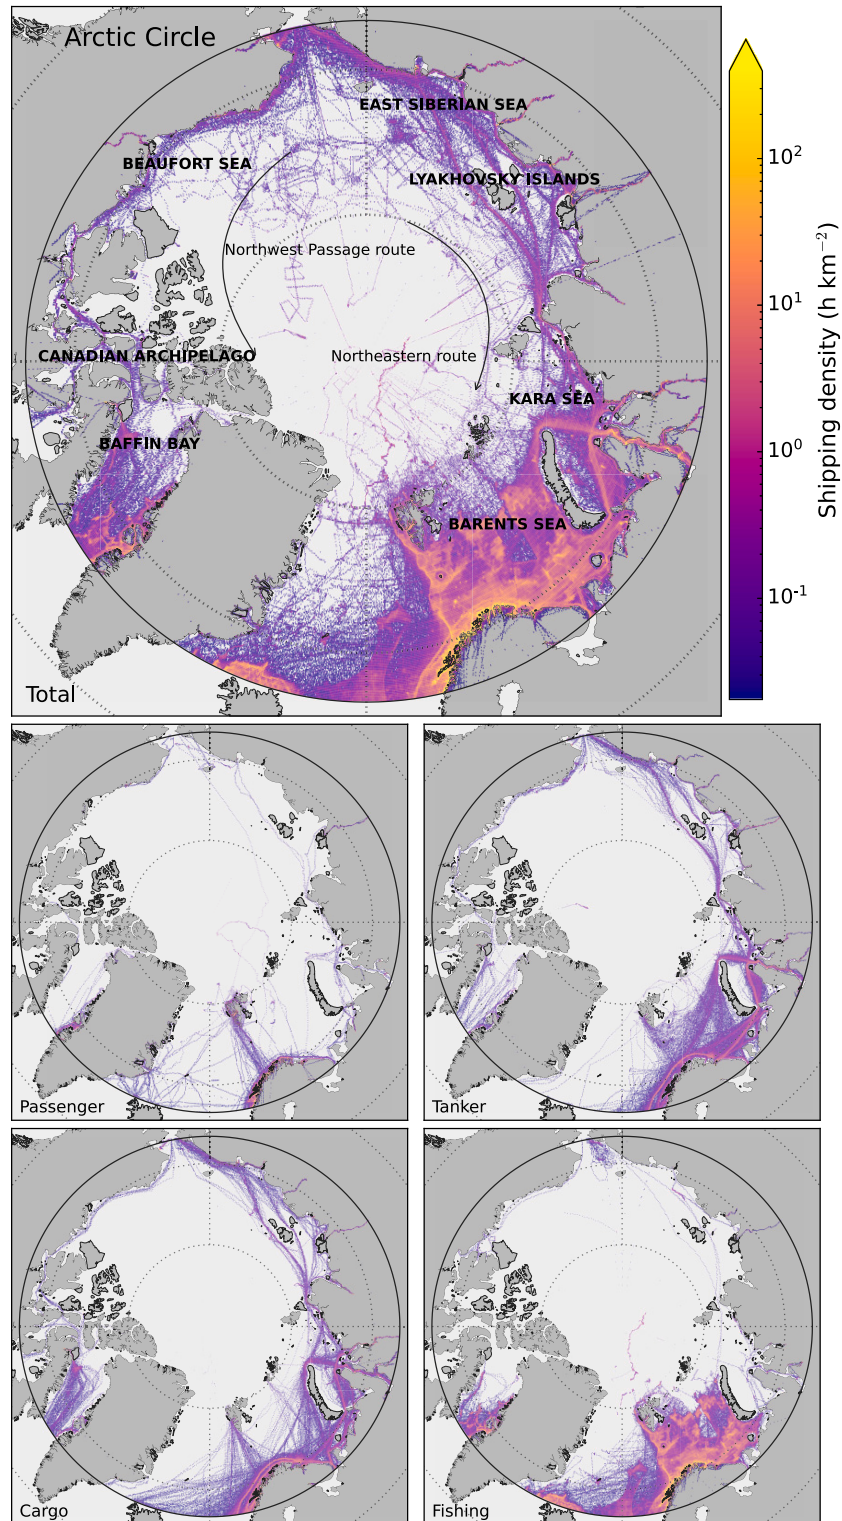 Arctic Circle
EAST SIBERIAN SEA
BEAUFORT SEA
LYAKHOVSKY ISLANDS
Northwest Passage route
CANADIAN ARCHIPELAGO
Northeastern route
KARA SEA
BAFFIN BAY
BARENTS SEA
Total
10²
10¹
10⁰
10⁻¹
Shipping density (h km⁻²)
Passenger
Tanker
Cargo
Fishing